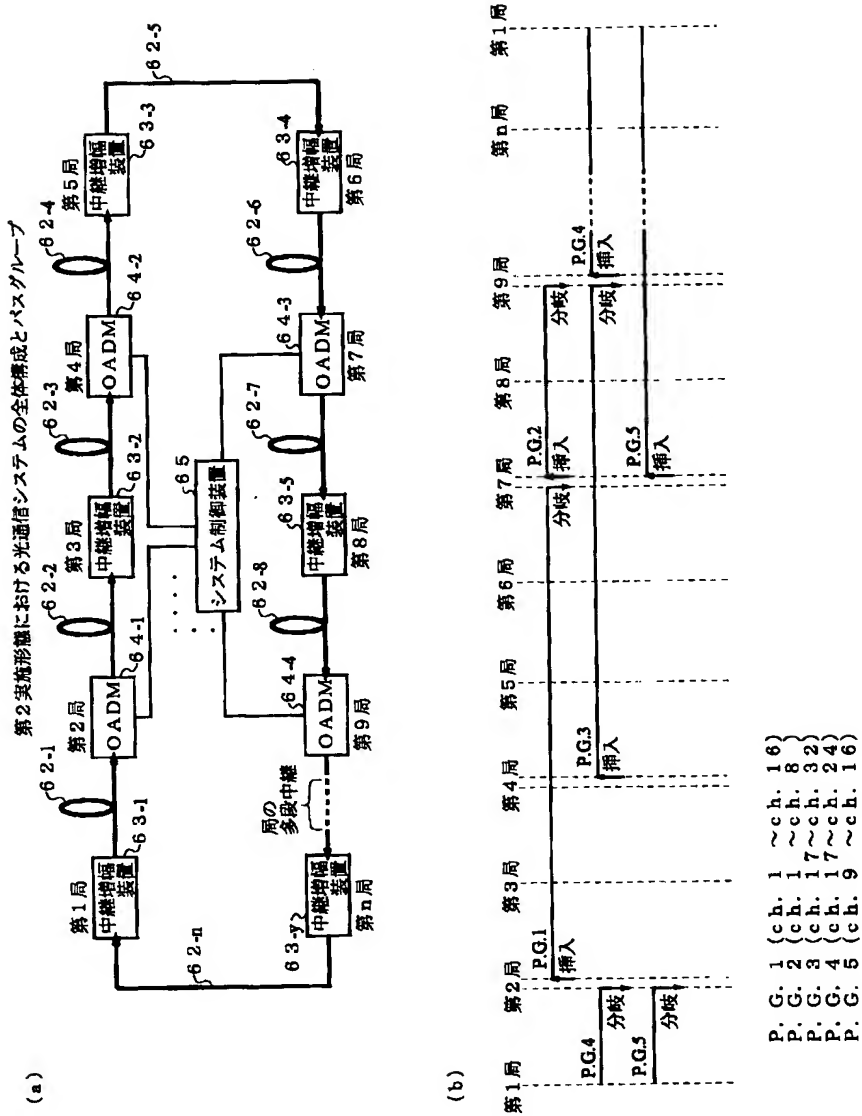 第2実施形態における光通信システムの全体構成とパスグループ
(a)
第1局
中継増幅装置
63-1
62-1
第2局
OADM
64-1
62-2
第3局
中継増幅装置
63-2
62-3
第4局
OADM
64-2
62-4
第5局
中継増幅装置
63-3
62-5
システム制御装置
65
中継増幅装置
63-4
第6局
62-6
OADM
64-3
第7局
62-7
中継増幅装置
63-5
第8局
62-8
OADM
64-4
第9局
局の
多段中継
中継増幅装置
63-y
第n局
62-n
(b)
第1局
第2局
第3局
第4局
第5局
第6局
第7局
第8局
第9局
第n局
第1局
P.G.1
挿入
分岐
P.G.2
挿入
分岐
P.G.4
分岐
P.G.3
挿入
分岐
P.G.4
挿入
P.G.5
分岐
P.G.5
挿入
P. G. 1 (ch. 1 ~ch. 16)
P. G. 2 (ch. 1 ~ch. 8 )
P. G. 3 (ch. 17~ch. 32)
P. G. 4 (ch. 17~ch. 24)
P. G. 5 (ch. 9 ~ch. 16)